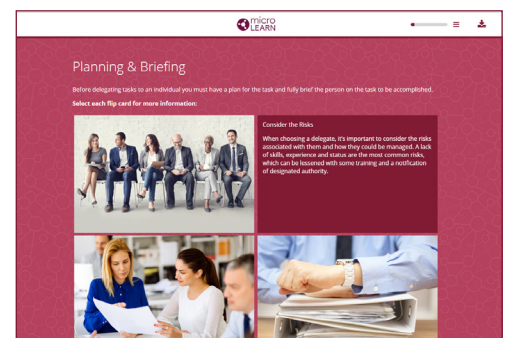 micro
LEARN
Planning & Briefing
Before delegating tasks to an individual you must have a plan for the task and fully brief the person on the task to be accomplished.
Select each flip card for more information:
Consider the Risks
When choosing a delegate, it's important to consider the risks
associated with them and how they could be managed. A lack
of skills, experience and status are the most common risks,
which can be lessened with some training and a notification
of designated authority.